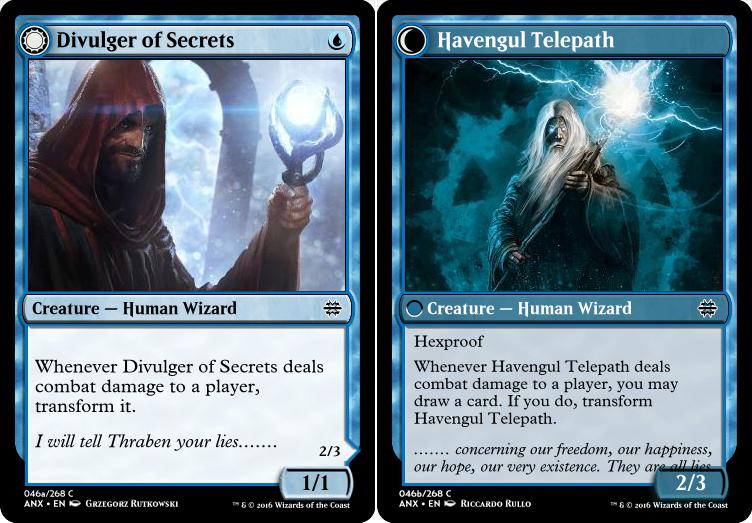 Divulger of Secrets
Creature — Human Wizard
Whenever Divulger of Secrets deals
combat damage to a player,
transform it.
I will tell Thraben your lies.......
2/3
1/1
046a/268 C
ANX • EN Grzegorz Rutkowski
™ & © 2016 Wizards of the Coast
Havengul Telepath
Creature — Human Wizard
Hexproof
Whenever Havengul Telepath deals
combat damage to a player, you may
draw a card. If you do, transform
Havengul Telepath.
....... concerning our freedom, our happiness,
our hope, our very existence. They are all lies.
2/3
046b/268 C
ANX • EN Riccardo Rullo
™ & © 2016 Wizards of the Coast